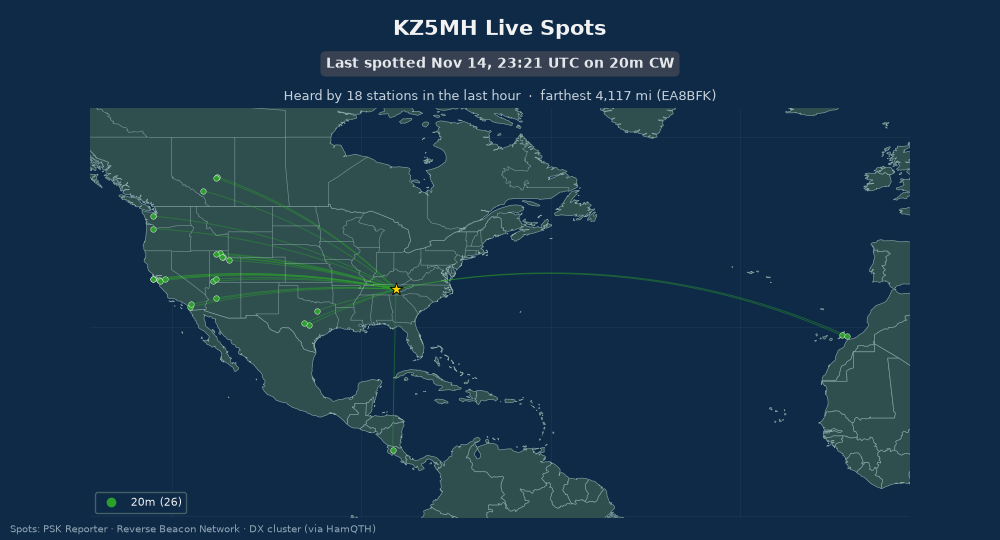 KZ5MH Live Spots
Last spotted Nov 14, 23:21 UTC on 20m CW
Heard by 18 stations in the last hour · farthest 4,117 mi (EA8BFK)
20m (26)
Spots: PSK Reporter · Reverse Beacon Network · DX cluster (via HamQTH)